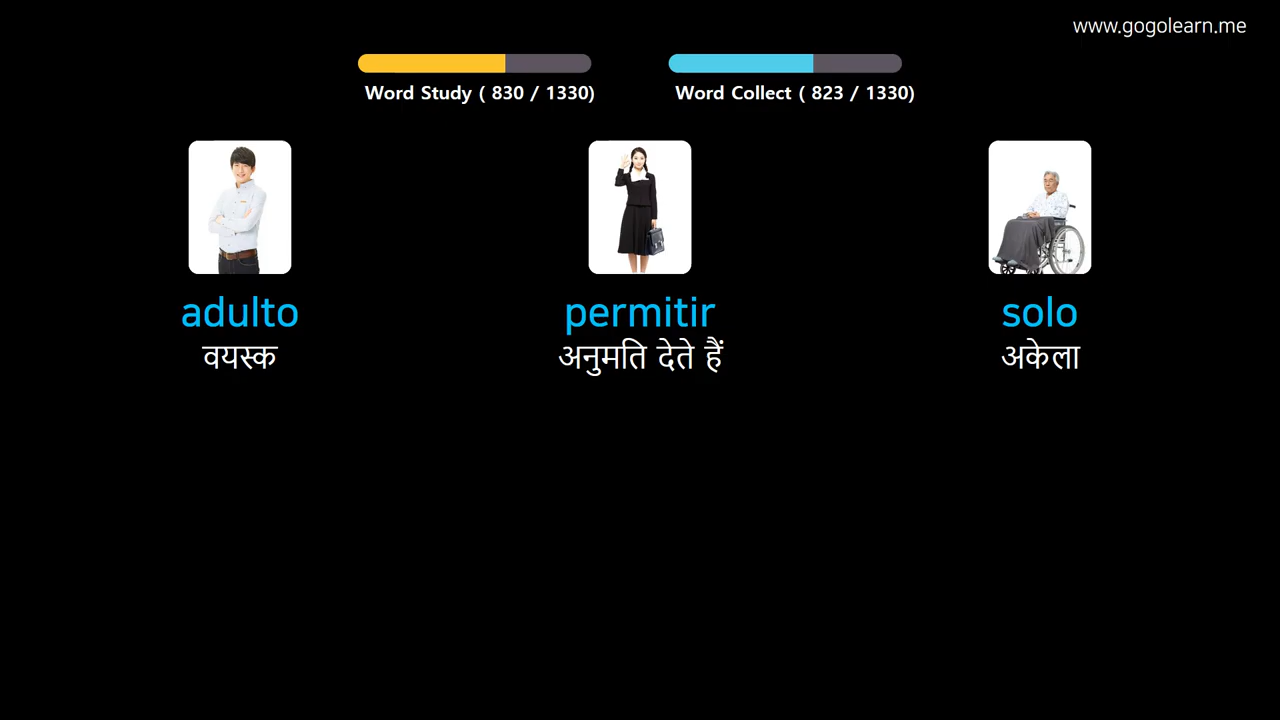 www.gogolearn.me
Word Study ( 830 / 1330)
Word Collect ( 823 / 1330)
adulto
वयस्क
permitir
अनुमति देते हैं
solo
अकेला